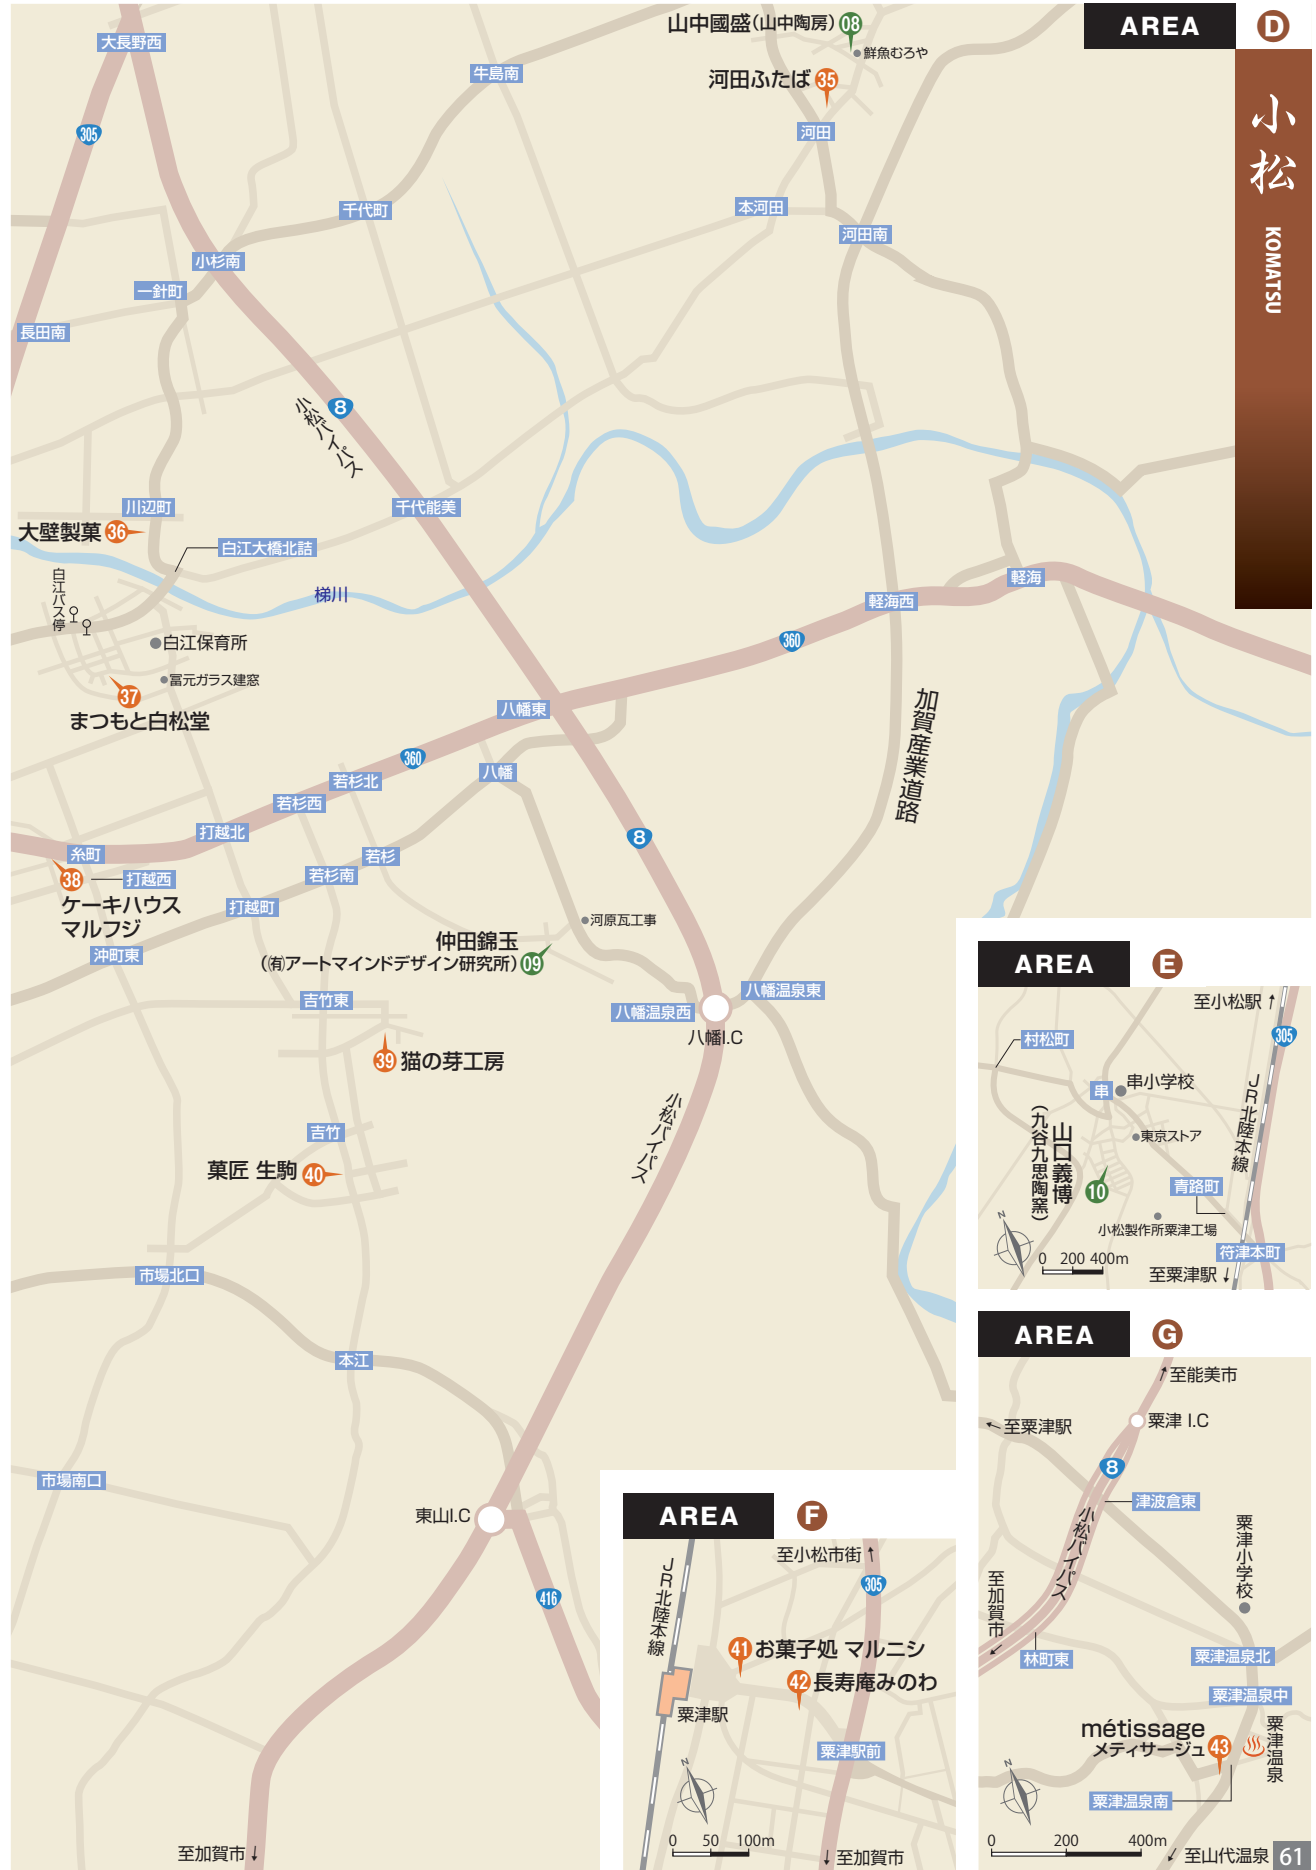 AREA D
小松
KOMATSU
山中國盛(山中陶房) 08
鮮魚むろや
河田ふたば 35
河田
大長野西
牛島南
305
千代町
本河田
河田南
小杉南
一針町
長田南
8
小松バイパス
川辺町
千代能美
大壁製菓 36
白江大橋北詰
白江バス停
梯川
軽海
軽海西
360
白江保育所
冨元ガラス建窓
37
まつもと白松堂
八幡東
加賀産業道路
360
八幡
若杉北
若杉西
打越北
8
糸町
若杉
38
打越西
若杉南
ケーキハウス
マルフジ
打越町
河原瓦工事
沖町東
仲田錦玉
(㈲アートマインドデザイン研究所) 09
吉竹東
八幡温泉東
八幡温泉西
八幡I.C
39 猫の芽工房
小松バイパス
吉竹
菓匠 生駒 40
市場北口
本江
市場南口
東山I.C
416
至加賀市↓
AREA E
至小松駅↑
305
村松町
串
串小学校
JR北陸本線
山口義博
(九谷九思陶窯)
10
東京ストア
青路町
小松製作所粟津工場
符津本町
N
0 200 400m
至粟津駅↓
AREA F
至小松市街↑
JR北陸本線
305
41 お菓子処 マルニシ
42 長寿庵みのわ
粟津駅
粟津駅前
N
0 50 100m
↓至加賀市
AREA G
↑至能美市
←至粟津駅
粟津 I.C
8
津波倉東
小松バイパス
粟津小学校
至加賀市↙
林町東
粟津温泉北
粟津温泉中
métissage
メティサージュ 43
粟津温泉
粟津温泉南
N
0 200 400m
↙至山代温泉
61